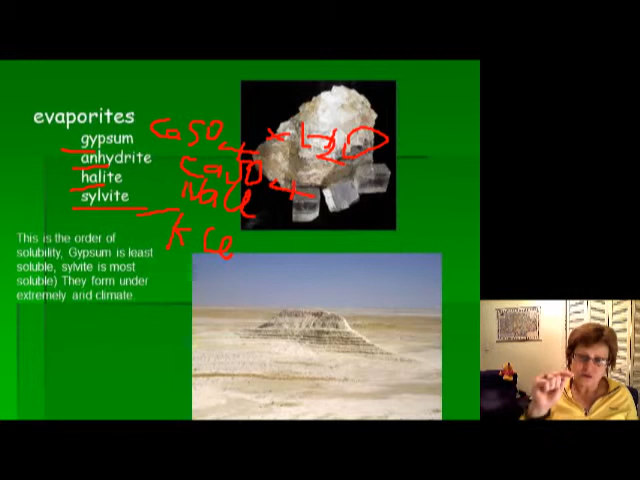 evaporites
gypsum CaSO4 x H2O
anhydrite CaSO4
halite NaCl
sylvite KCl
This is the order of
solubility, Gypsum is least
soluble, sylvite is most
soluble) They form under
extremely arid climate.